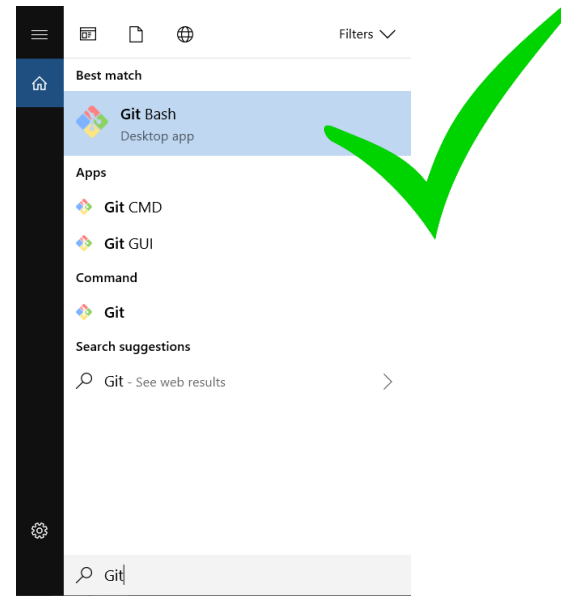 Filters
Best match
Git Bash
Desktop app
Apps
Git CMD
Git GUI
Command
Git
Search suggestions
Git - See web results
Git